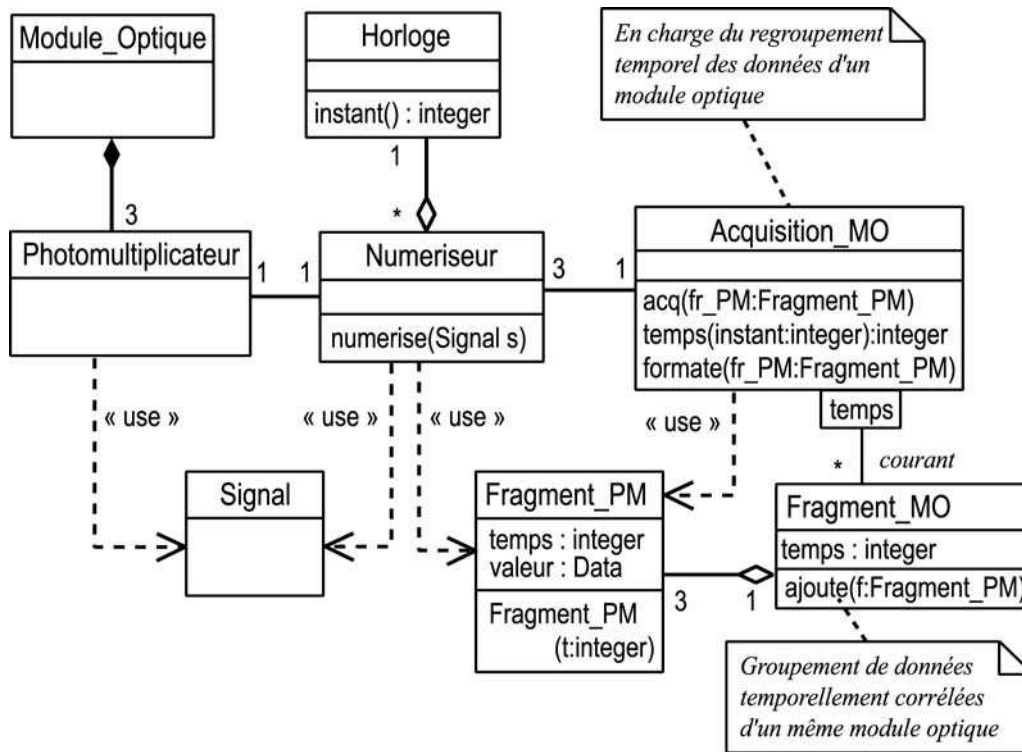 Module_Optique
Horloge
instant() : integer
En charge du regroupement
temporel des données d'un
module optique
1
*
3
Photomultiplicateur
1
1
Numeriseur
numerise(Signal s)
3
1
Acquisition_MO
acq(fr_PM:Fragment_PM)
temps(instant:integer):integer
formate(fr_PM:Fragment_PM)
temps
« use »
« use »
« use »
*
courant
Signal
Fragment_PM
temps : integer
valeur : Data
Fragment_PM
(t:integer)
3
1
Fragment_MO
temps : integer
ajoute(f:Fragment_PM)
Groupement de données
temporellement corrélées
d'un même module optique